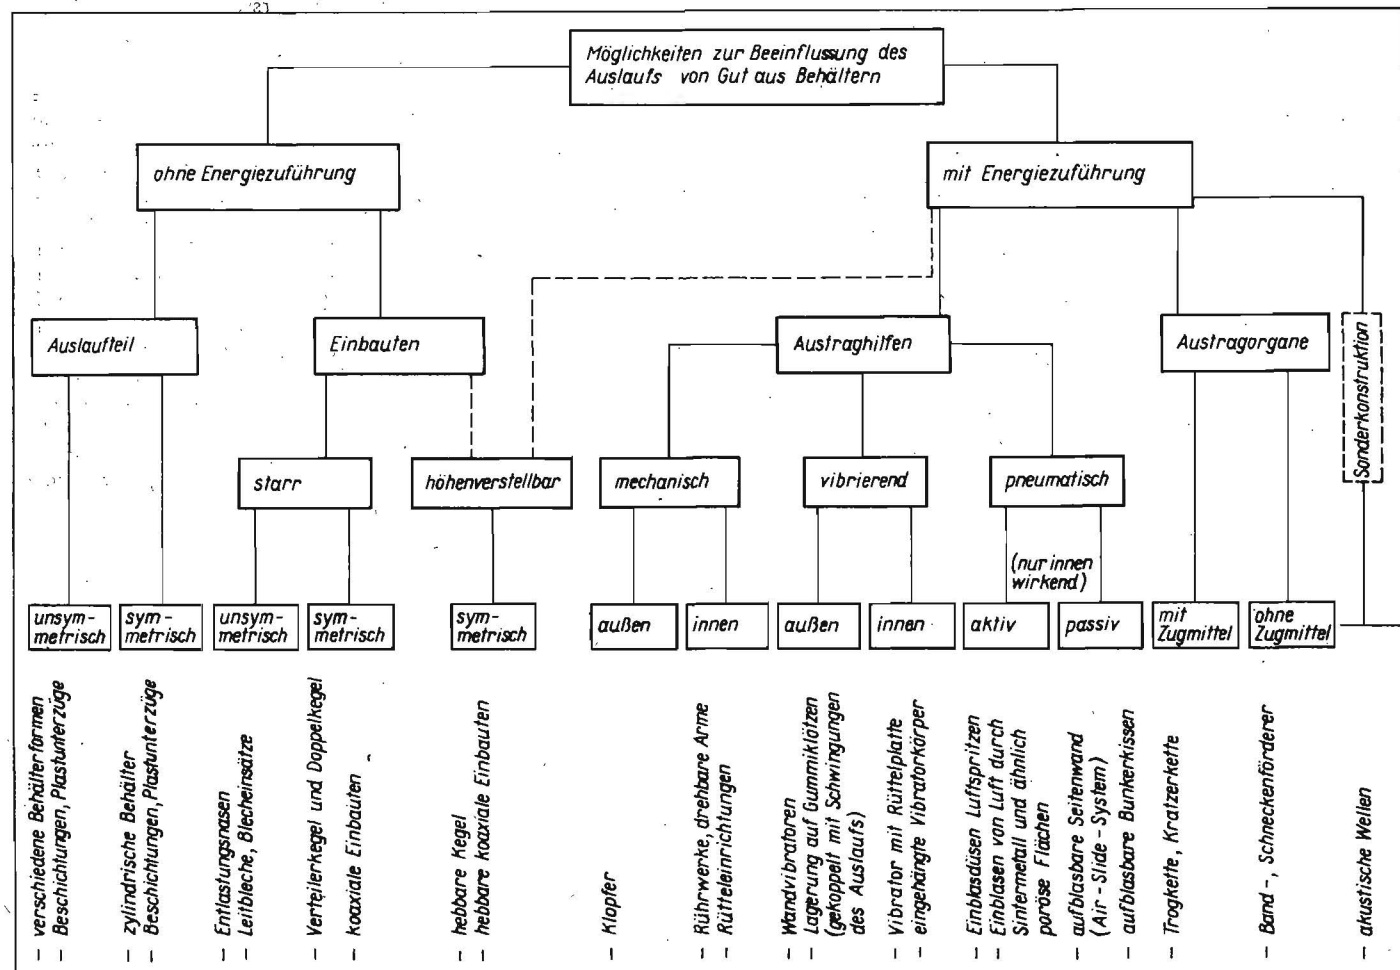 Möglichkeiten zur Beeinflussung des
Auslaufs von Gut aus Behältern
ohne Energiezuführung
mit Energiezuführung
Auslaufteil
Einbauten
Austraghilfen
Austragorgane
Sonderkonstruktion
starr
höhenverstellbar
mechanisch
vibrierend
pneumatisch
(nur innen
wirkend)
unsym-
metrisch
sym-
metrisch
unsym-
metrisch
sym-
metrisch
sym-
metrisch
außen
innen
außen
innen
aktiv
passiv
mit
Zugmittel
ohne
Zugmittel
– verschiedene Behälterformen
– Beschichtungen, Plastunterzüge
– zylindrische Behälter
– Beschichtungen, Plastunterzüge
– Entlastungsnasen
– Leitbleche, Blecheinsätze
– Verteilerkegel und Doppelkegel
– koaxiale Einbauten
– hebbare Kegel
– hebbare koaxiale Einbauten
– Klopfer
– Rührwerke, drehbare Arme
– Rütteleinrichtungen
– Wandvibratoren
– Lagerung auf Gummiklötzen
(gekoppelt mit Schwingungen
des Auslaufs)
– Vibrator mit Rüttelplatte
– eingehängte Vibratorkörper
– Einblasdüsen Luftspritzen
– Einblasen von Luft durch
Sintermetall und ähnlich
poröse Flächen
– aufblasbare Seitenwand
(Air-Slide-System)
– aufblasbare Bunkerkissen
– Trogkette, Kratzerkette
– Band-, Schneckenförderer
– akustische Wellen